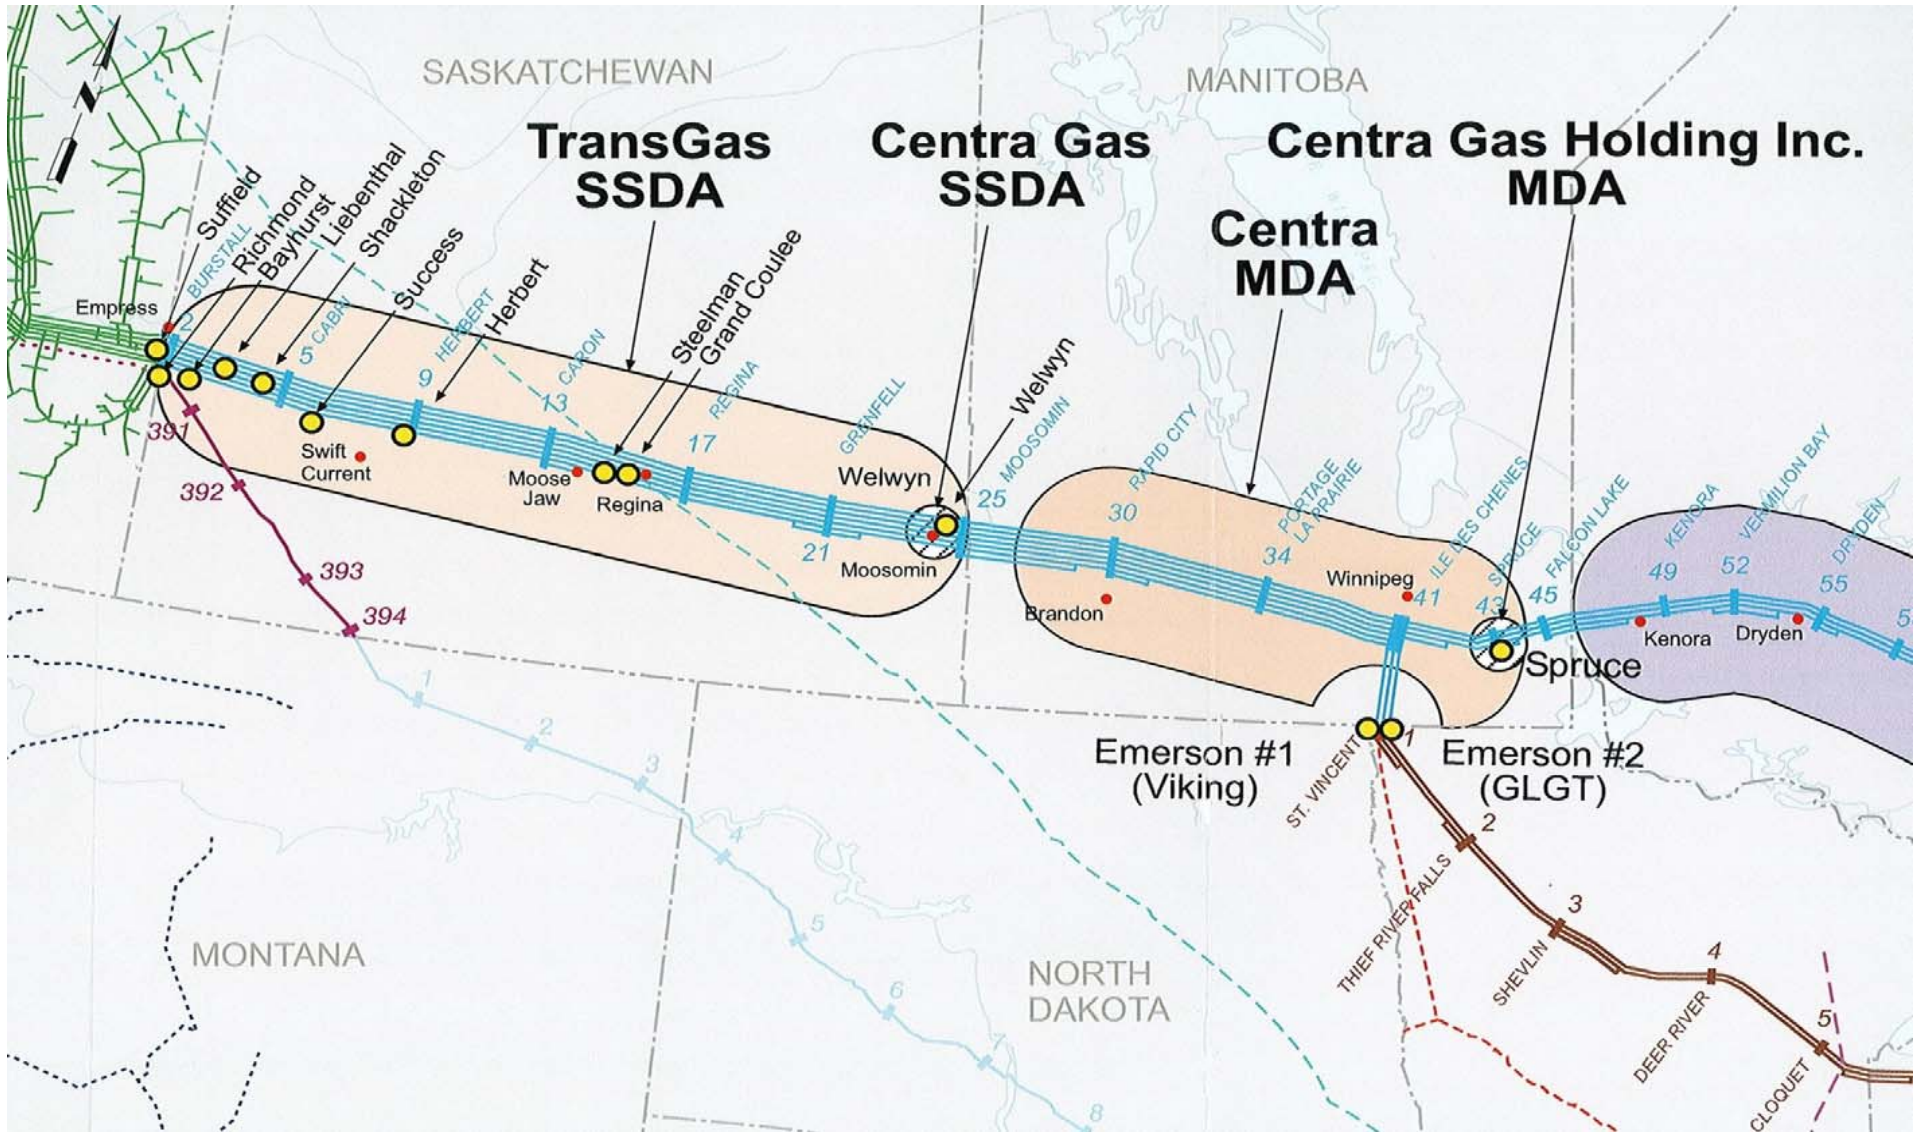 SASKATCHEWAN
MANITOBA
TransGas
SSDA
Centra Gas
SSDA
Centra Gas Holding Inc.
MDA
Centra
MDA
Suffield
BURSTALL
Richmond
Bayhurst
Liebenthal
Shackleton
Success
Herbert
Steelman
Grand Coulee
Welwyn
Empress
2
5
CABRI
9
HERBERT
13
CARON
17
REGINA
21
GRENFELL
25
MOOSOMIN
30
RAPID CITY
34
PORTAGE
LA PRAIRIE
41
ILE DES CHENES
43
SPRUCE
45
FALCON LAKE
49
KENORA
52
VERMILION BAY
55
DRYDEN
Swift
Current
Moose
Jaw
Regina
Welwyn
Moosomin
Brandon
Winnipeg
Spruce
Kenora
Dryden
391
392
393
394
1
2
3
4
5
6
7
8
Emerson #1
(Viking)
Emerson #2
(GLGT)
1
ST. VINCENT
2
THIEF RIVER FALLS
3
SHEVLIN
4
DEER RIVER
5
CLOQUET
MONTANA
NORTH
DAKOTA